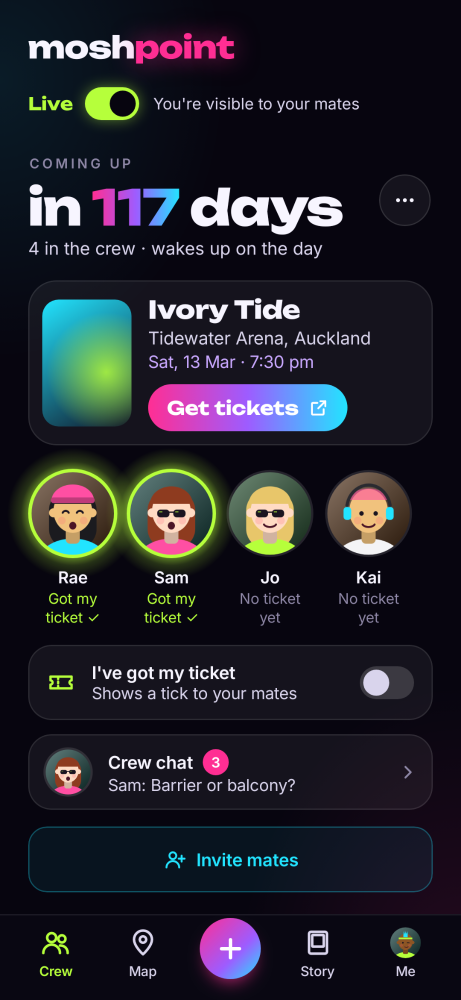 moshpoint
Live
You're visible to your mates
COMING UP
in 117 days
4 in the crew · wakes up on the day
Ivory Tide
Tidewater Arena, Auckland
Sat, 13 Mar · 7:30 pm
Get tickets
Rae
Got my
ticket ✓
Sam
Got my
ticket ✓
Jo
No ticket
yet
Kai
No ticket
yet
I've got my ticket
Shows a tick to your mates
Crew chat 3
Sam: Barrier or balcony?
Invite mates
Crew
Map
Story
Me